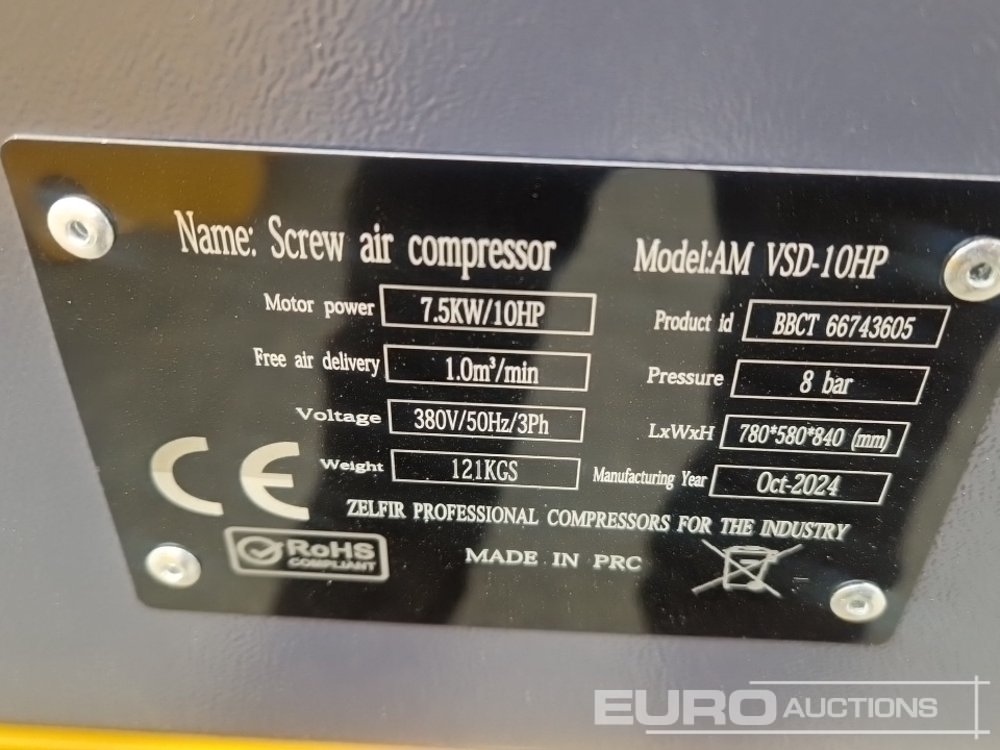 Name: Screw air compressor Model:AM VSD-10HP
Motor power 7.5KW/10HP Product id BBCT 66743605
Free air delivery 1.0m³/min Pressure 8 bar
Voltage 380V/50Hz/3Ph LxWxH 780*580*840 (mm)
Weight 121KGS Manufacturing Year Oct-2024
CE ZELFIR PROFESSIONAL COMPRESSORS FOR THE INDUSTRY
RoHS
COMPLIANT
MADE IN PRC
EURO AUCTIONS